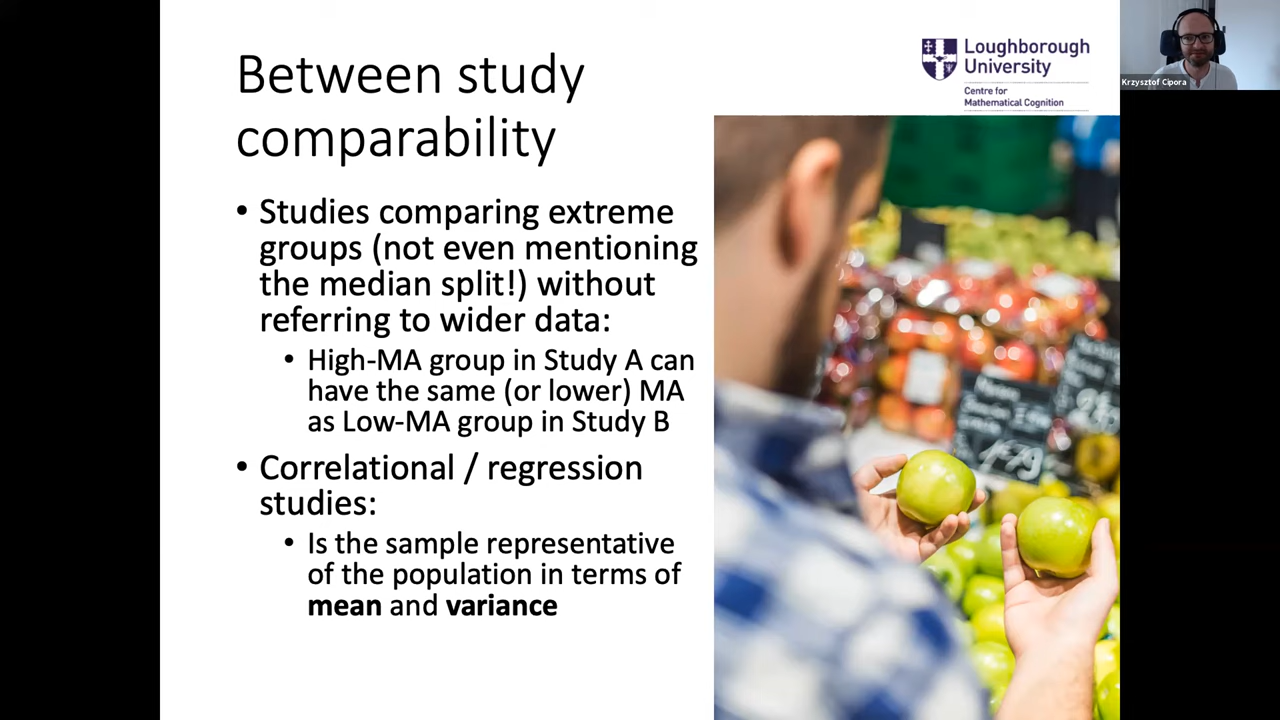 Between study
comparability
Loughborough
University
Centre for
Mathematical Cognition
Krzysztof Cipora
• Studies comparing extreme
groups (not even mentioning
the median split!) without
referring to wider data:
• High-MA group in Study A can
have the same (or lower) MA
as Low-MA group in Study B
• Correlational / regression
studies:
• Is the sample representative
of the population in terms of
mean and variance